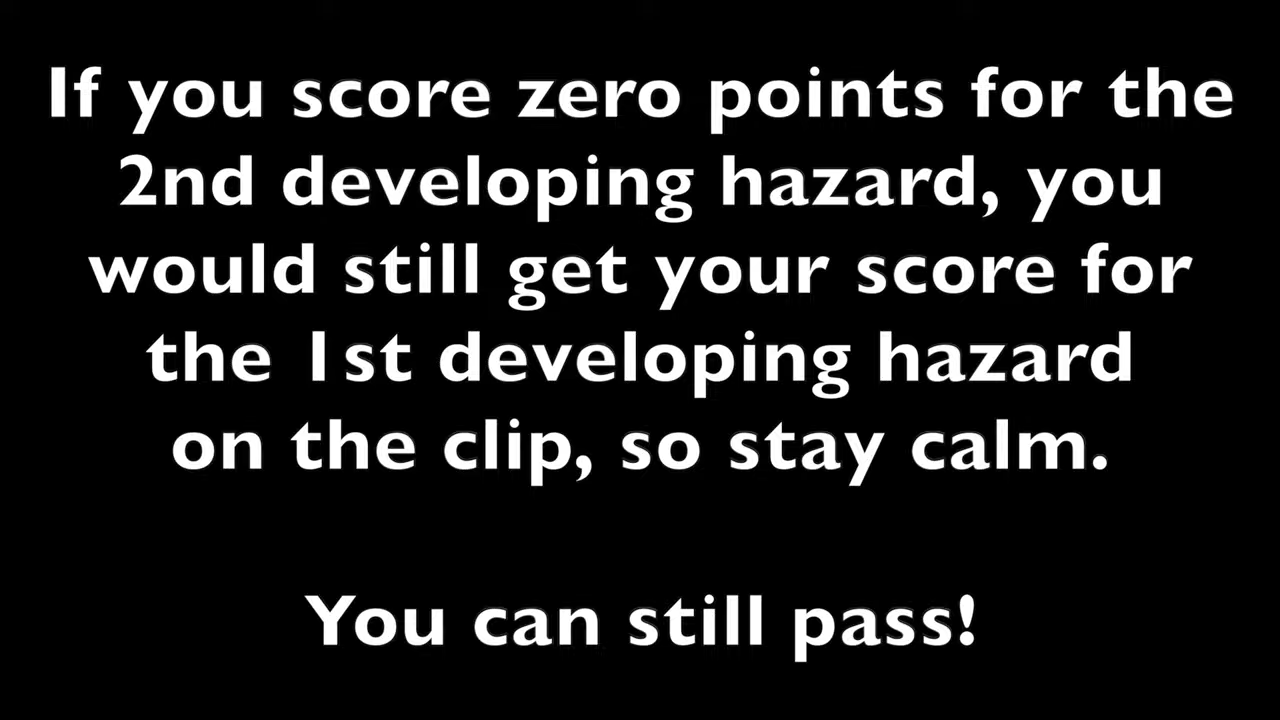 If you score zero points for the
2nd developing hazard, you
would still get your score for
the 1st developing hazard
on the clip, so stay calm.
You can still pass!